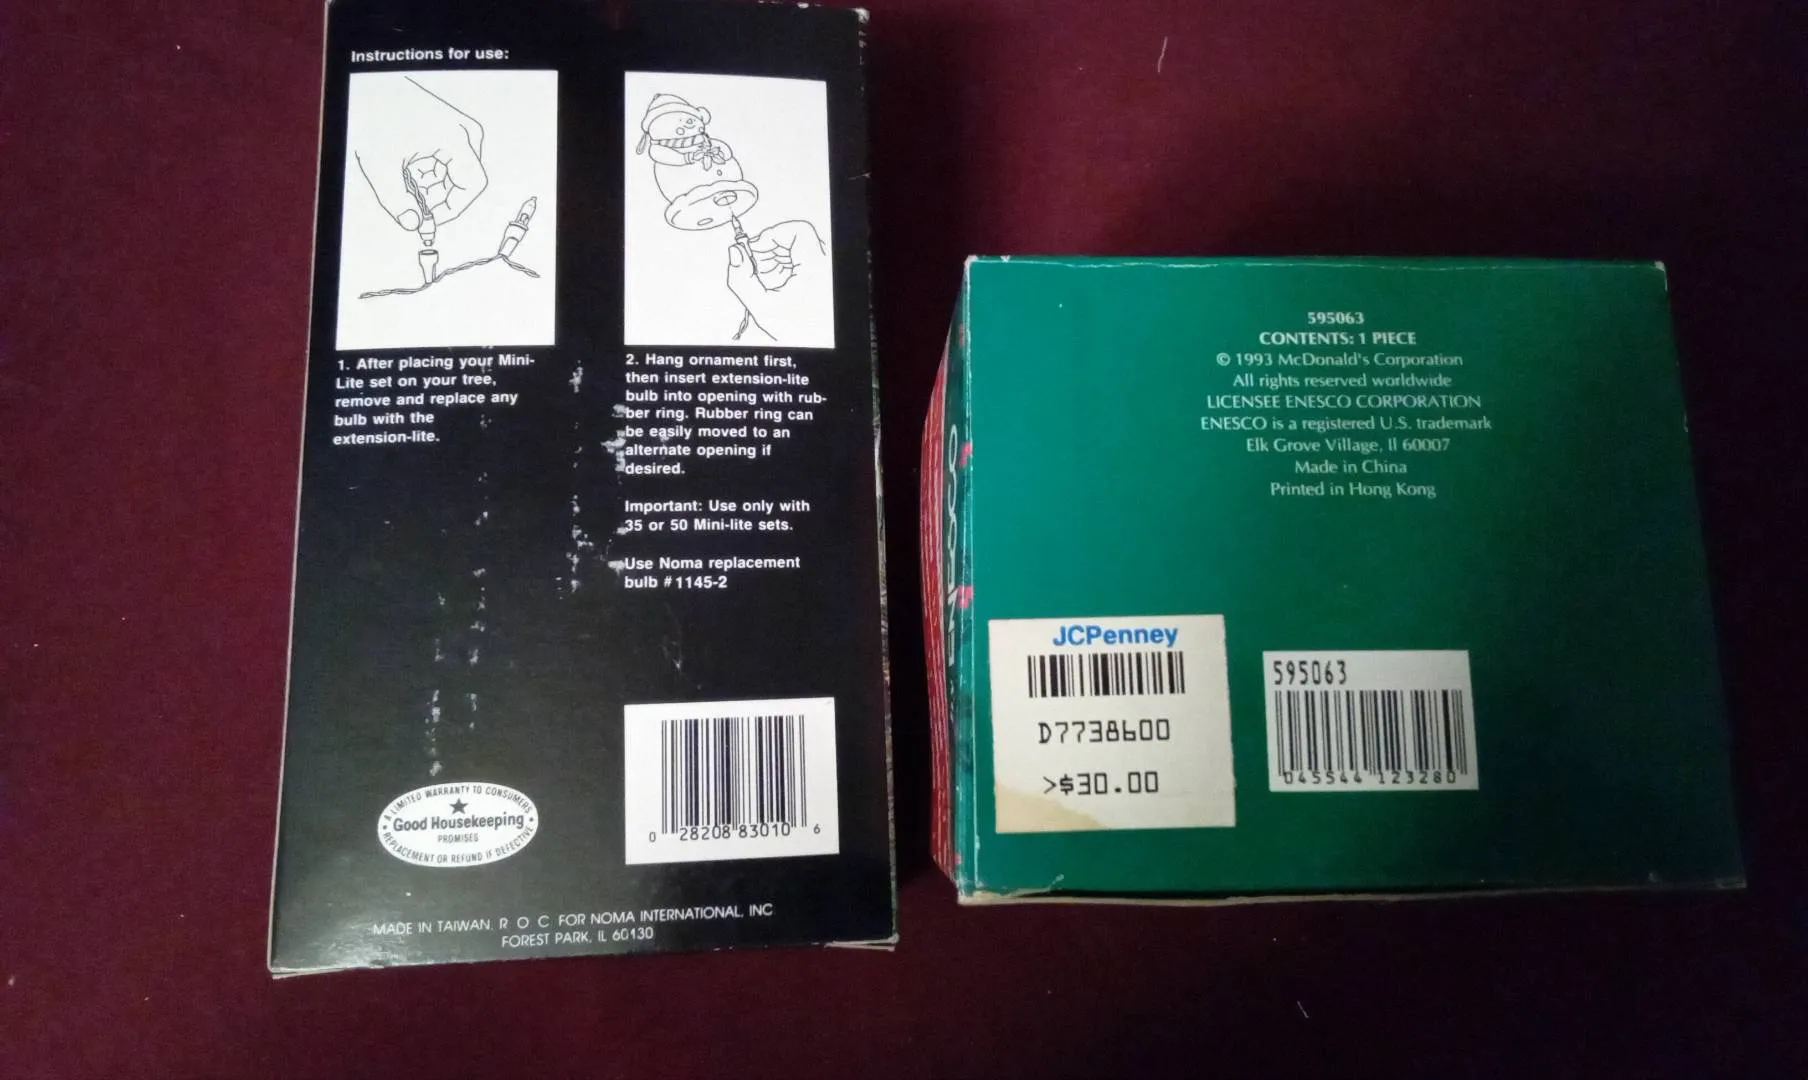 Instructions for use:
1. After placing your Mini-
Lite set on your tree,
remove and replace any
bulb with the
extension-lite.
2. Hang ornament first,
then insert extension-lite
bulb into opening with rub-
ber ring. Rubber ring can
be easily moved to an
alternate opening if
desired.
Important: Use only with
35 or 50 Mini-lite sets.
Use Noma replacement
bulb #1145-2
A LIMITED WARRANTY TO CONSUMERS
Good Housekeeping
PROMISES
REPLACEMENT OR REFUND IF DEFECTIVE
0 28208 83010 6
MADE IN TAIWAN. R O C FOR NOMA INTERNATIONAL, INC
FOREST PARK, IL 60130
ENESCO
595063
CONTENTS: 1 PIECE
© 1993 McDonald's Corporation
All rights reserved worldwide
LICENSEE ENESCO CORPORATION
ENESCO is a registered U.S. trademark
Elk Grove Village, Il 60007
Made in China
Printed in Hong Kong
JCPenney
D7738600
>$30.00
595063
045544 123280